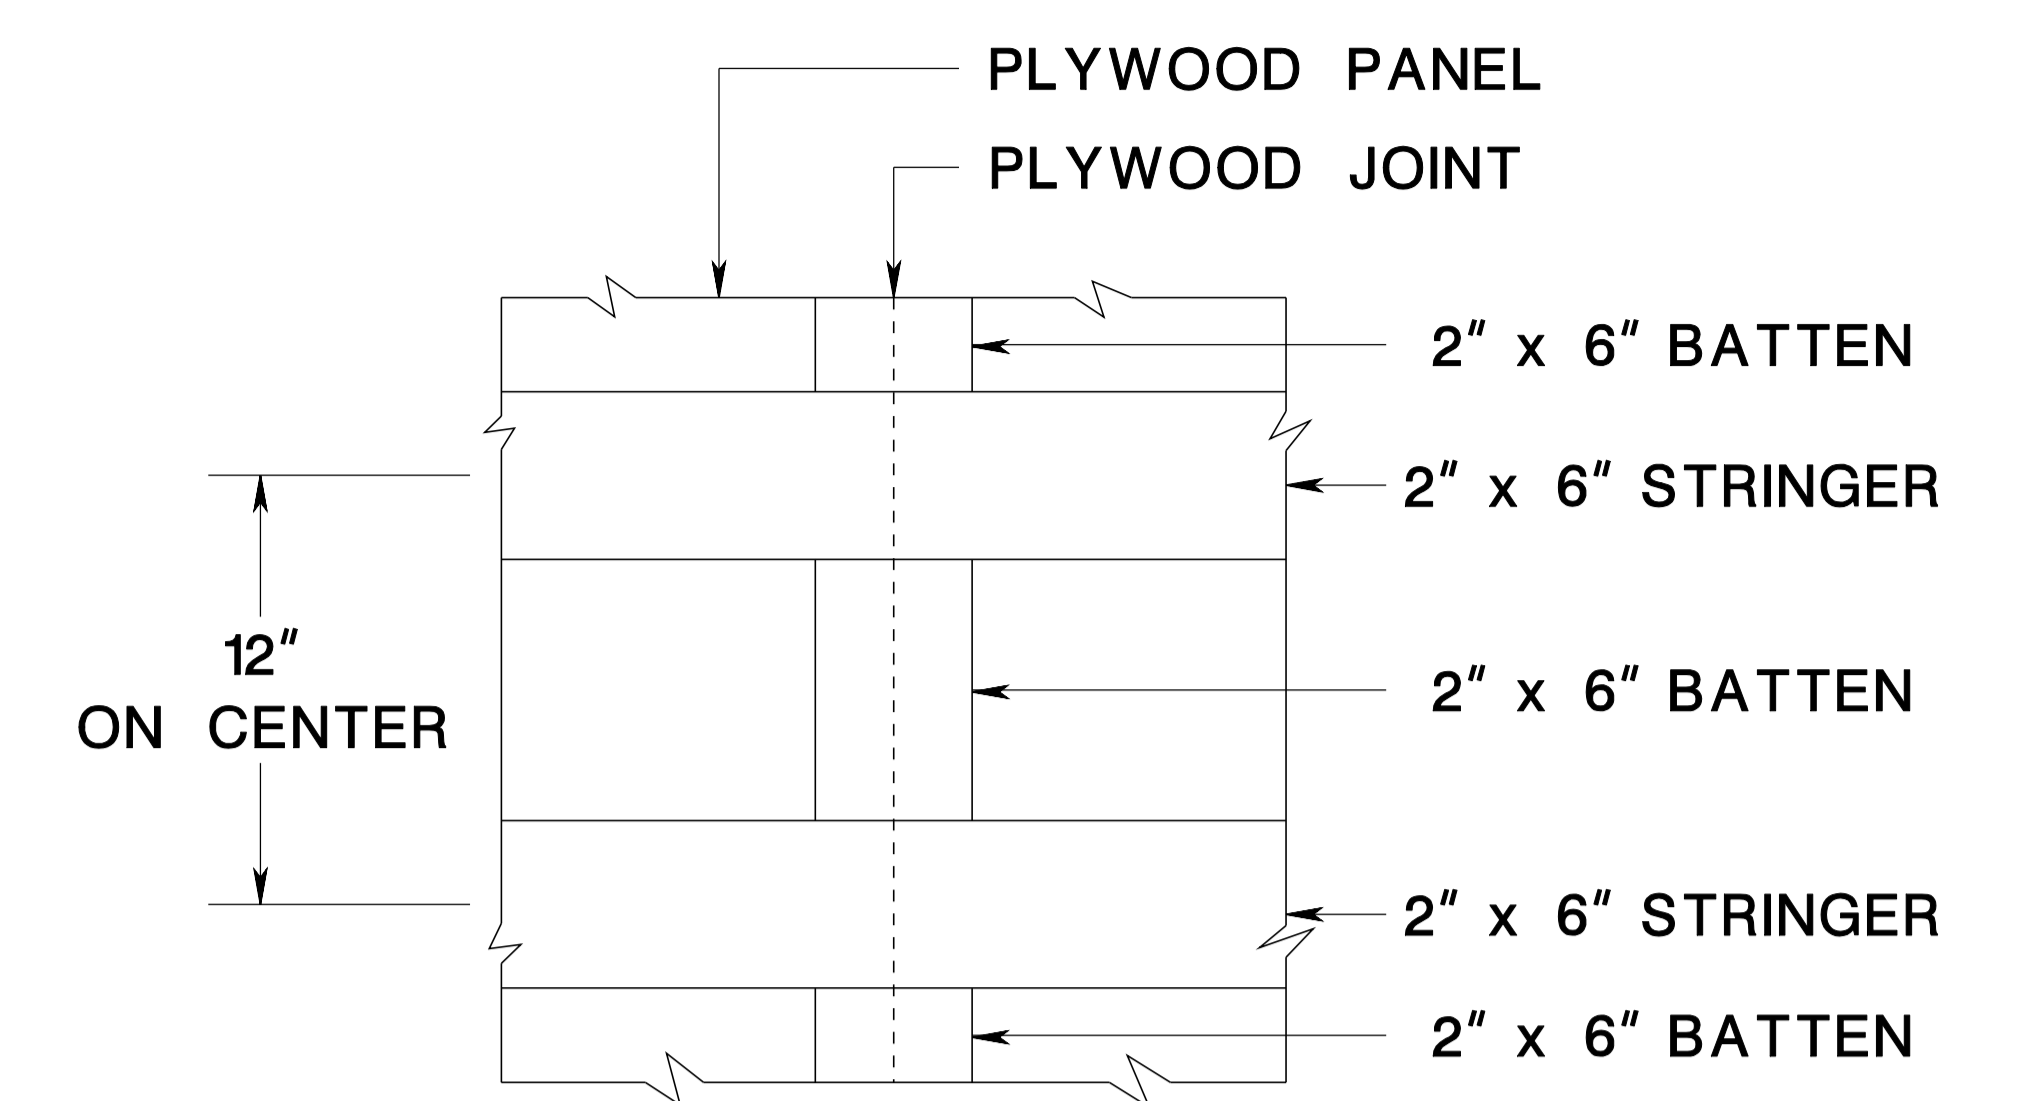 PLYWOOD PANEL
PLYWOOD JOINT
2" x 6" BATTEN
2" x 6" STRINGER
12"
ON CENTER
2" x 6" BATTEN
2" x 6" STRINGER
2" x 6" BATTEN